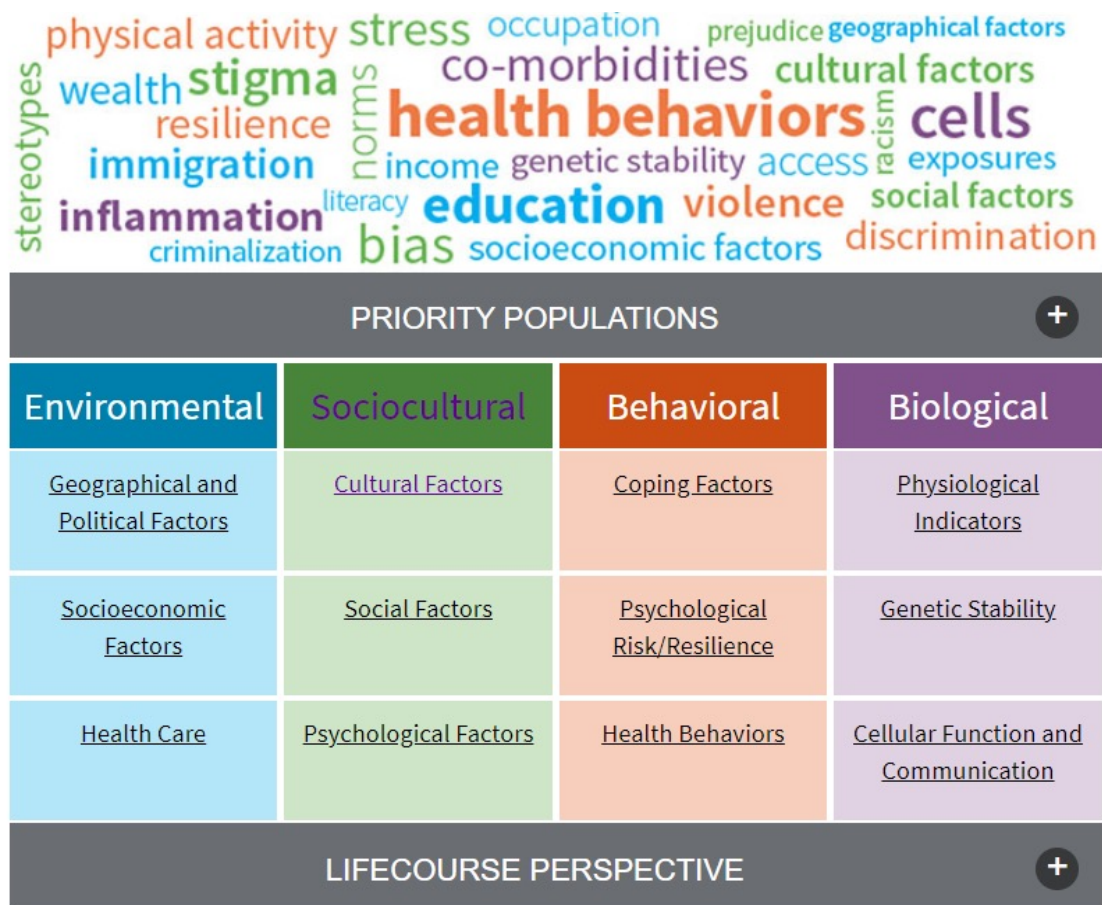 physical activity stress occupation prejudice geographical factors
stereotypes wealth stigma norms co-morbidities cultural factors
resilience health behaviors racism cells
immigration income genetic stability access exposures
inflammation literacy education violence social factors
criminalization bias socioeconomic factors discrimination
PRIORITY POPULATIONS +
Environmental Sociocultural Behavioral Biological
Geographical and
Political Factors
Cultural Factors
Coping Factors
Physiological
Indicators
Socioeconomic
Factors
Social Factors
Psychological
Risk/Resilience
Genetic Stability
Health Care
Psychological Factors
Health Behaviors
Cellular Function and
Communication
LIFECOURSE PERSPECTIVE +